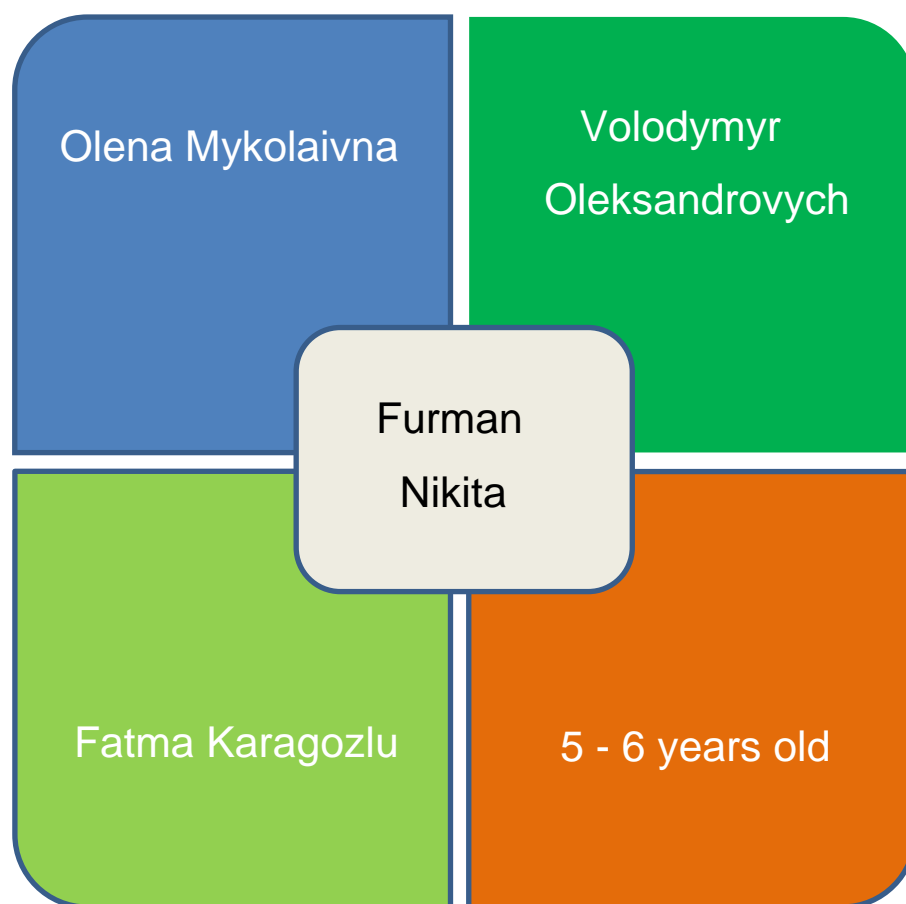 Olena Mykolaivna
Volodymyr
Oleksandrovych
Furman
Nikita
Fatma Karagozlu
5 - 6 years old